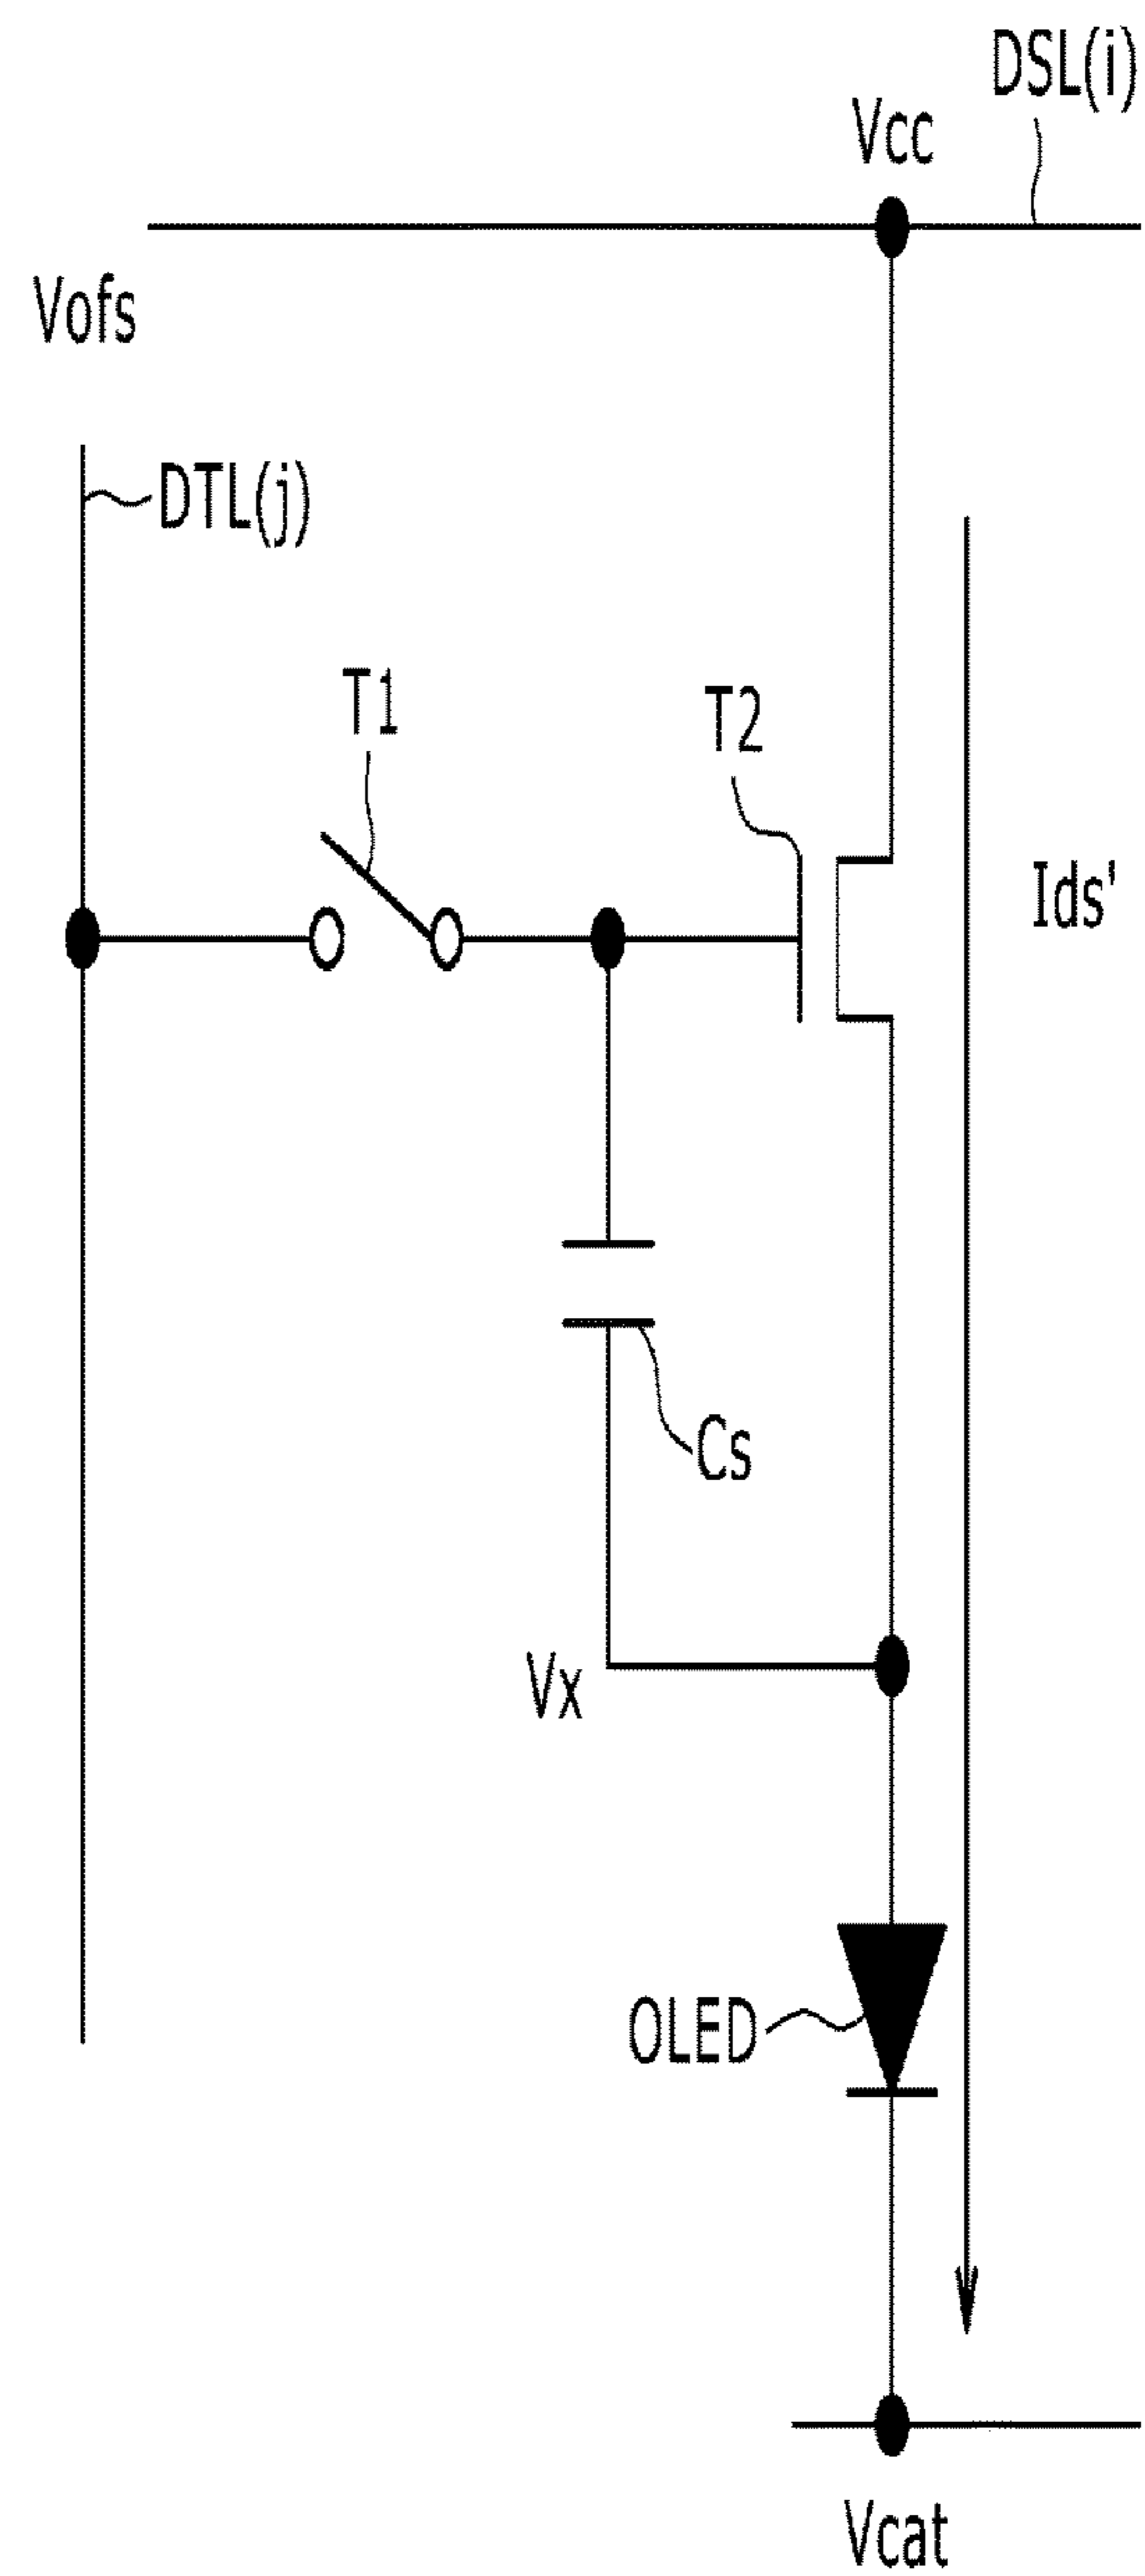 DSL(i)
Vcc
Vofs
DTL(j)
T1
T2
Ids'
Cs
Vx
OLED
Vcat